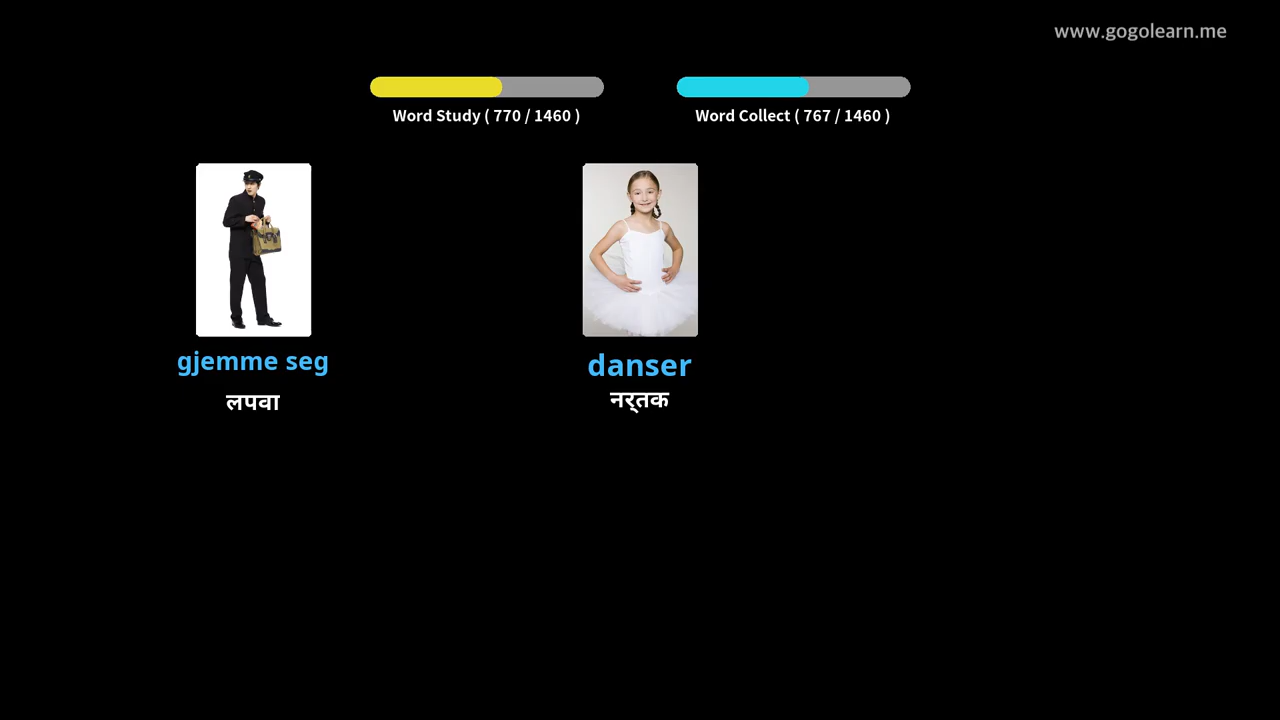 www.gogolearn.me
Word Study ( 770 / 1460 )
Word Collect ( 767 / 1460 )
gjemme seg
लपवा
danser
नर्‌तक